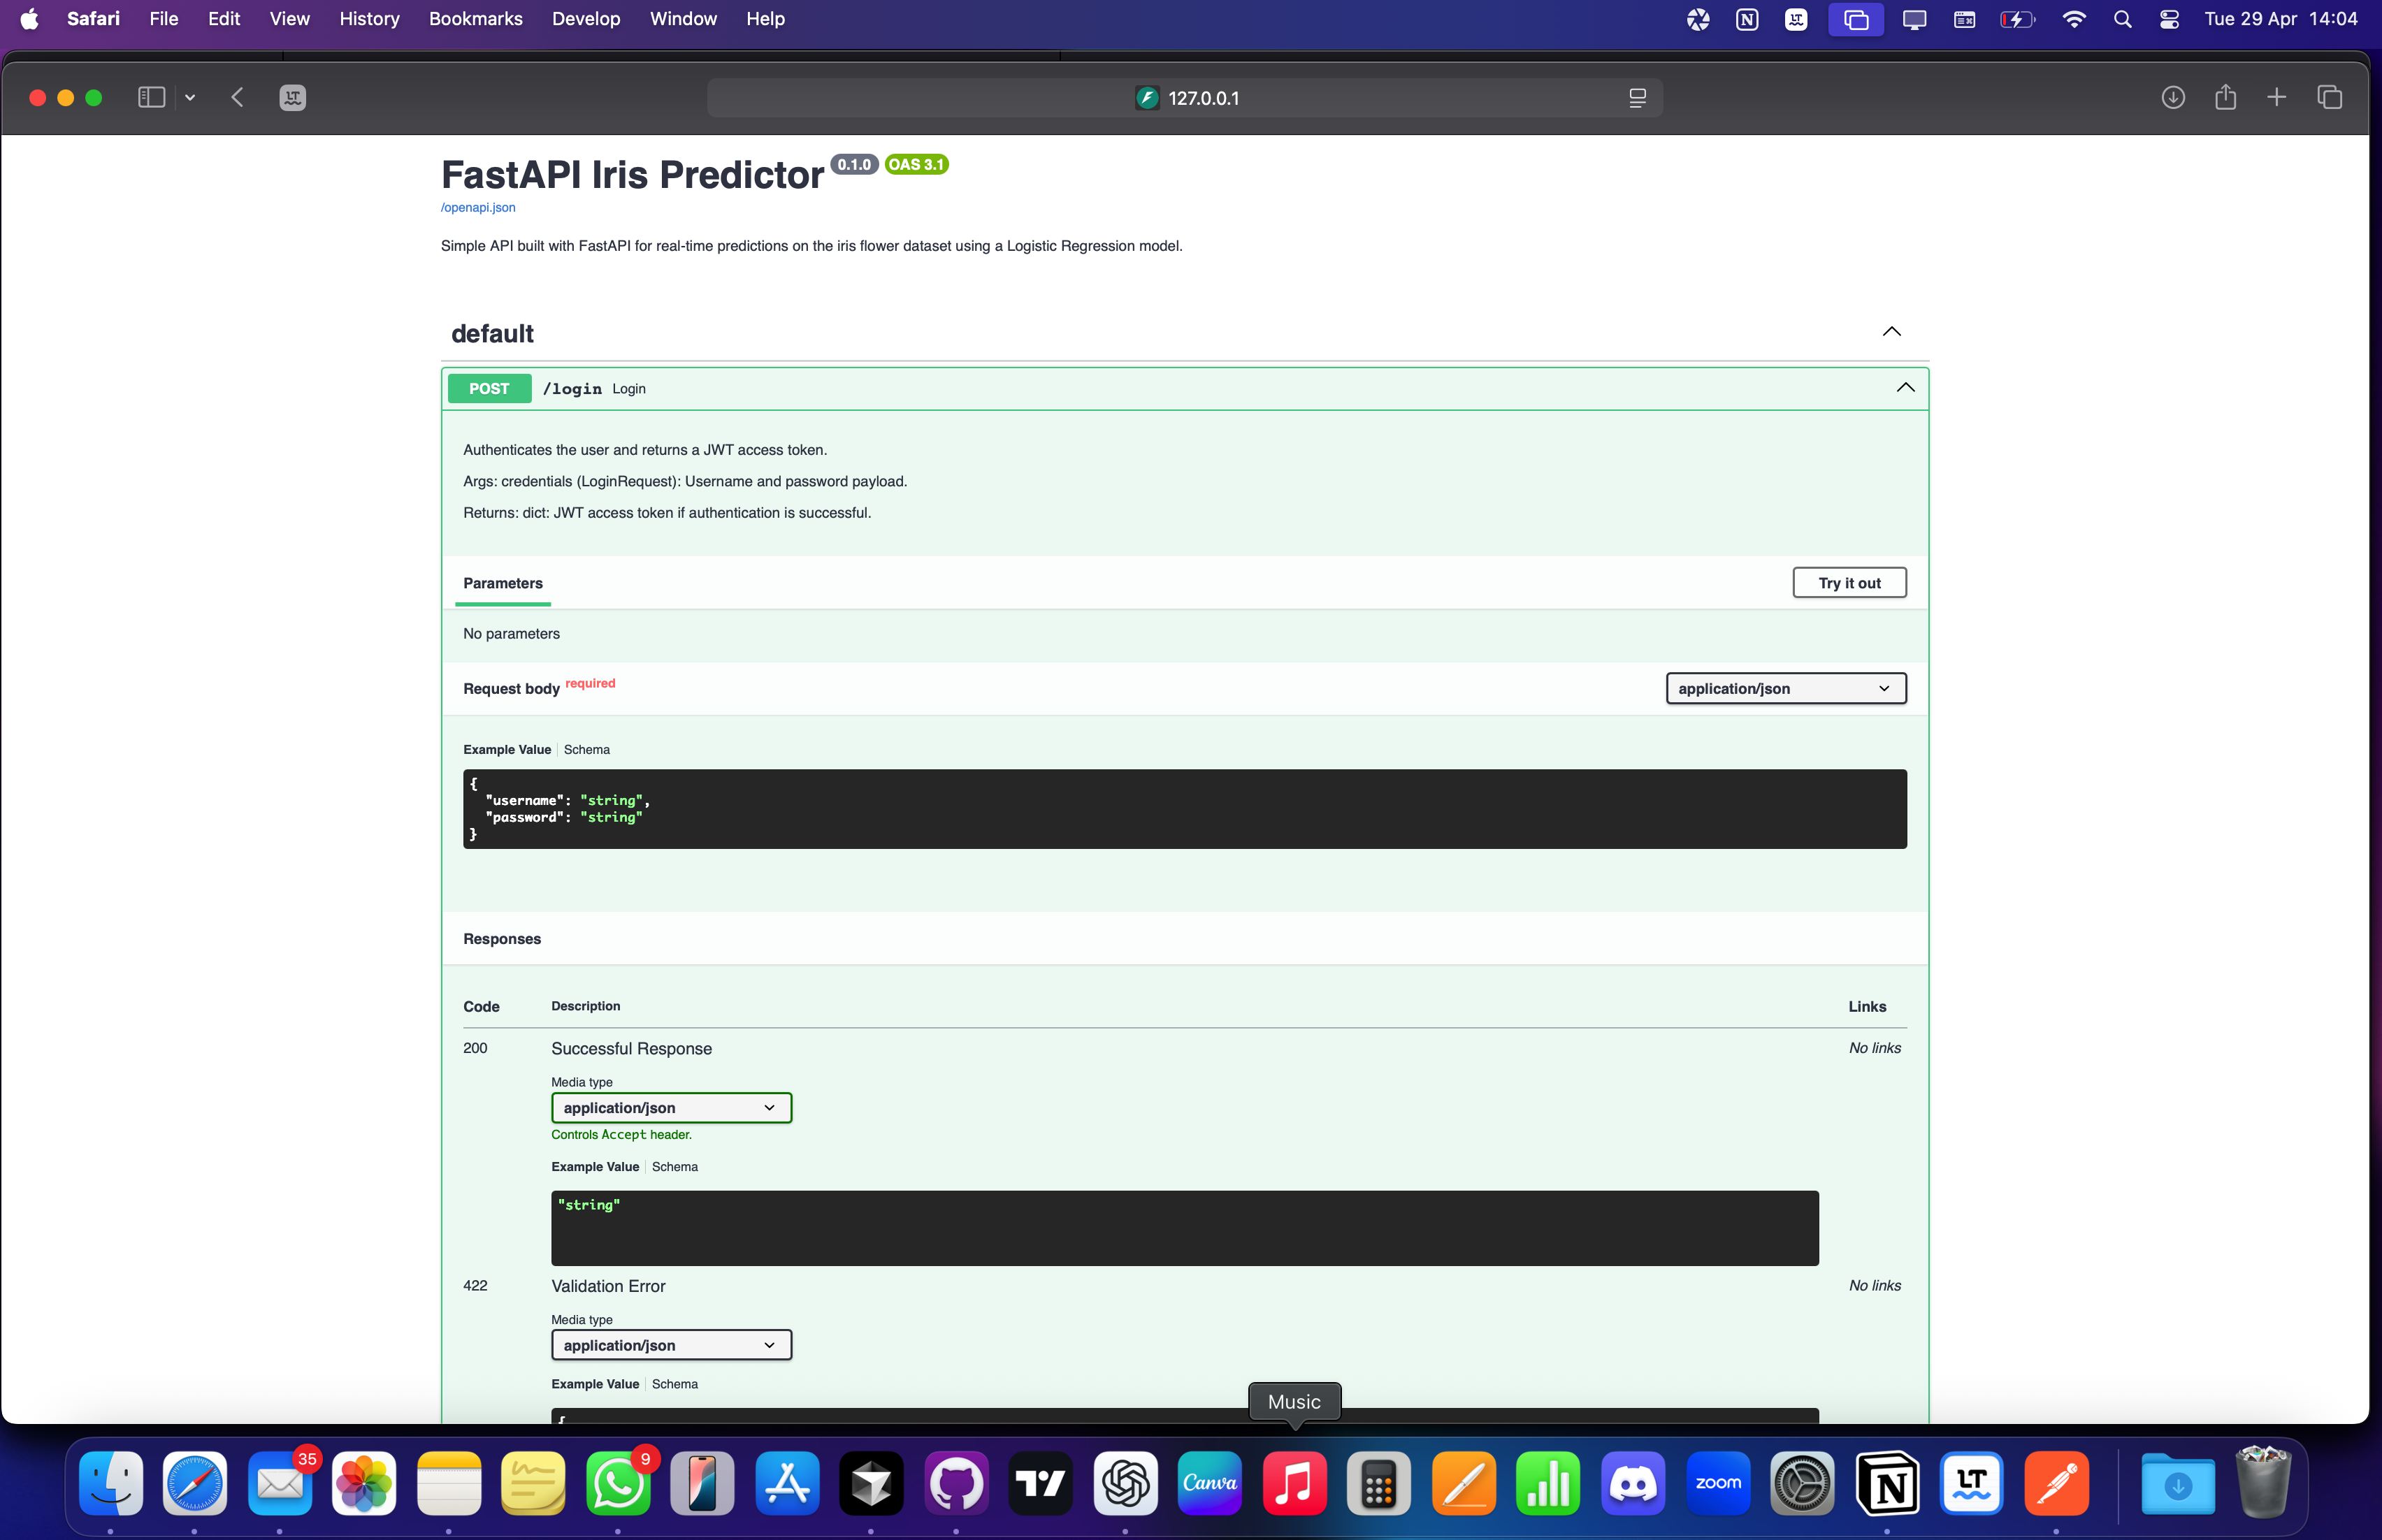 Safari File Edit View History Bookmarks Develop Window Help Tue 29 Apr 14:04
127.0.0.1
FastAPI Iris Predictor 0.1.0 OAS 3.1
/openapi.json
Simple API built with FastAPI for real-time predictions on the iris flower dataset using a Logistic Regression model.
default
POST /login Login
Authenticates the user and returns a JWT access token.
Args: credentials (LoginRequest): Username and password payload.
Returns: dict: JWT access token if authentication is successful.
Parameters Try it out
No parameters
Request body required application/json
Example Value Schema
{
"username": "string",
"password": "string"
}
Responses
Code Description Links
200 Successful Response No links
Media type
application/json
Controls Accept header.
Example Value Schema
"string"
422 Validation Error No links
Media type
application/json
Example Value Schema
{
Music
35 9 Canva zoom N LT